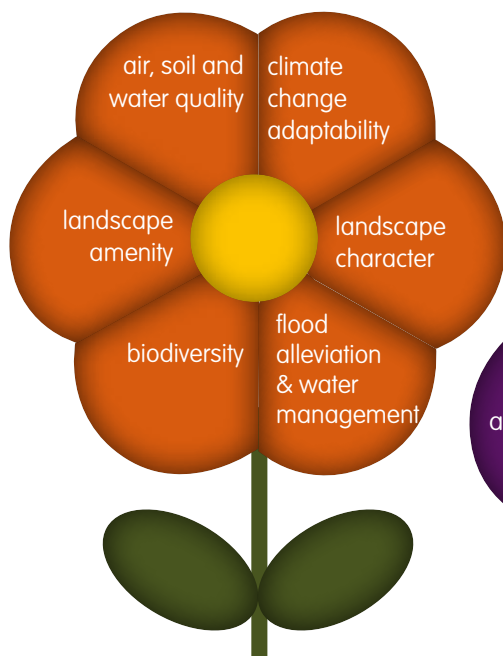 air, soil and
water quality
climate
change
adaptability
landscape
amenity
landscape
character
biodiversity
flood
alleviation
& water
management
a